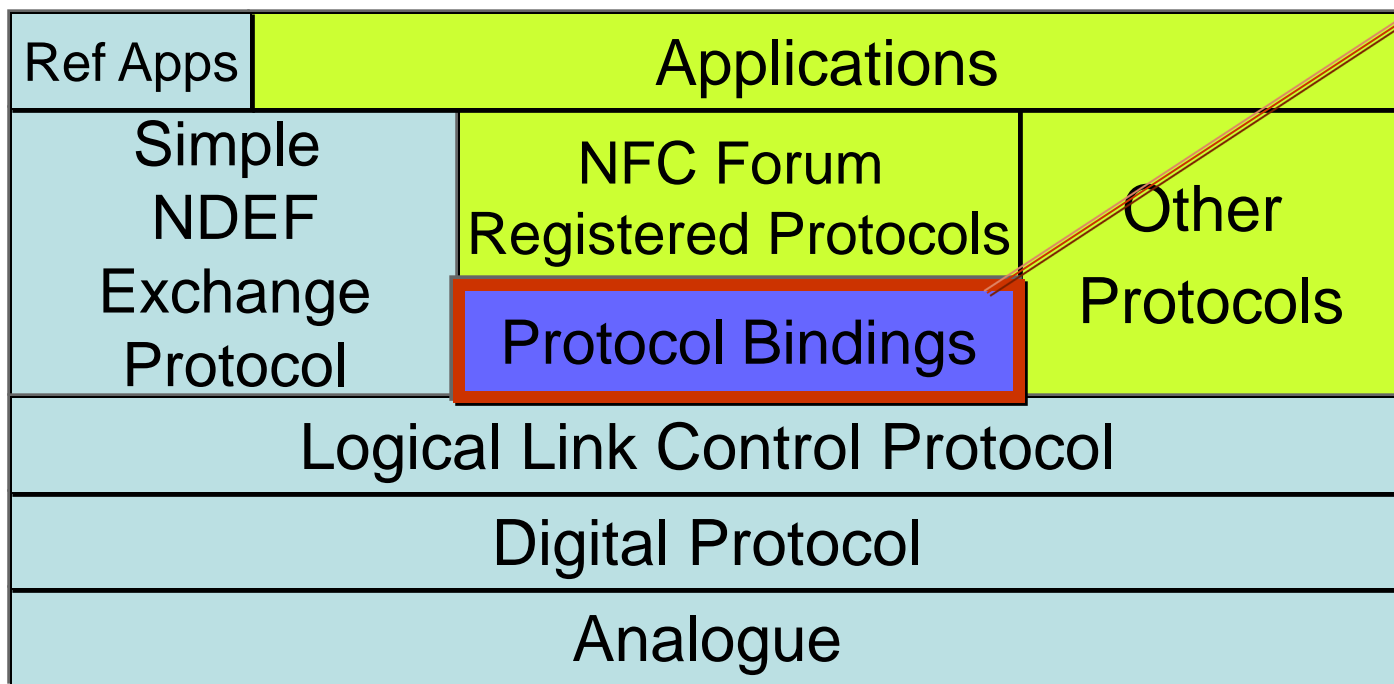 Ref Apps
Applications
Simple
NDEF
Exchange
Protocol
NFC Forum
Registered Protocols
Protocol Bindings
Other
Protocols
Logical Link Control Protocol
Digital Protocol
Analogue